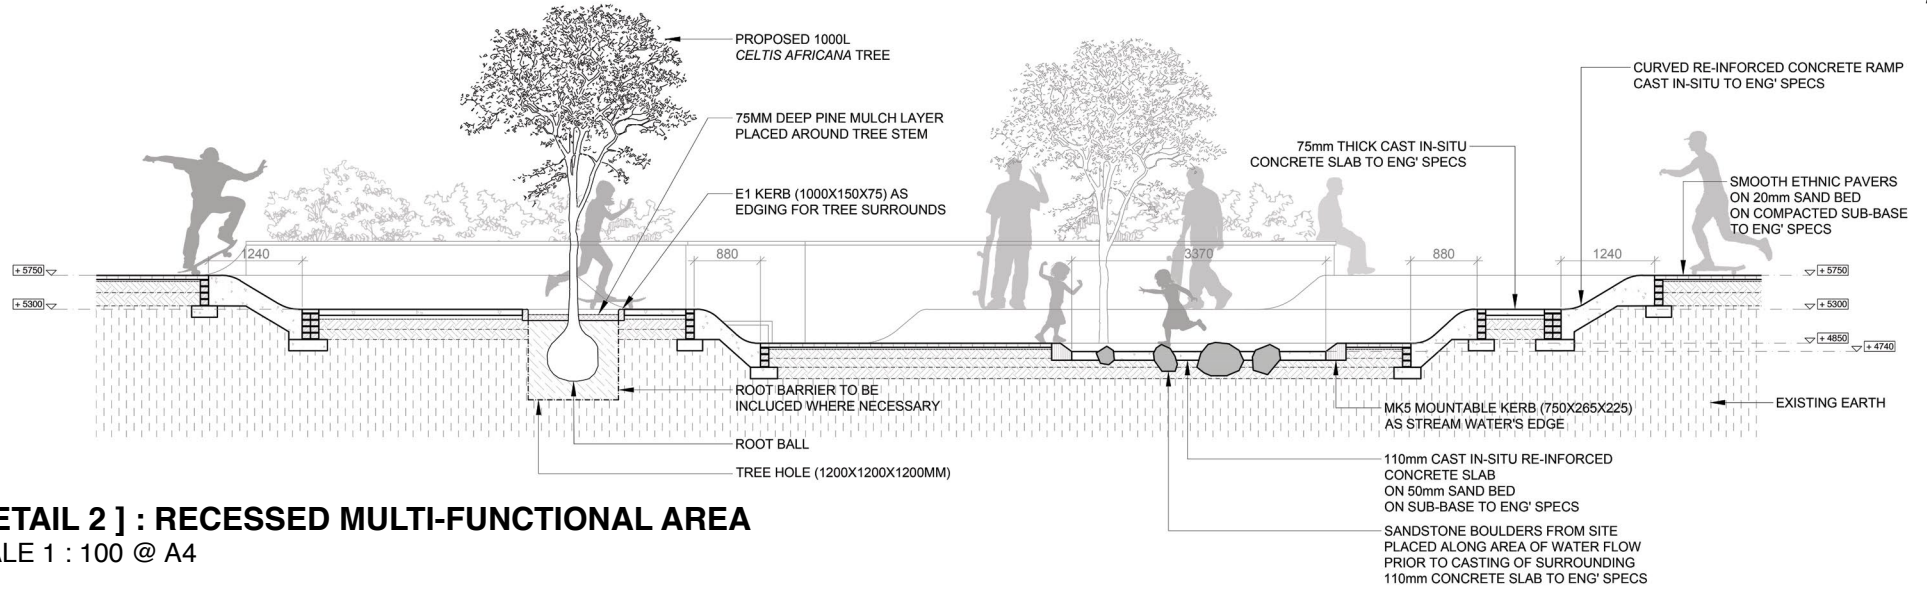 PROPOSED 1000L
CELTIS AFRICANA TREE
75MM DEEP PINE MULCH LAYER
PLACED AROUND TREE STEM
E1 KERB (1000X150X75) AS
EDGING FOR TREE SURROUNDS
CURVED RE-INFORCED CONCRETE RAMP
CAST IN-SITU TO ENG' SPECS
75mm THICK CAST IN-SITU
CONCRETE SLAB TO ENG' SPECS
SMOOTH ETHNIC PAVERS
ON 20mm SAND BED
ON COMPACTED SUB-BASE
TO ENG' SPECS
1240
880
3370
880
1240
+ 5750
+ 5300
+ 5750
+ 5300
+ 4850
+ 4740
ROOT BARRIER TO BE
INCLUCED WHERE NECESSARY
ROOT BALL
TREE HOLE (1200X1200X1200MM)
MK5 MOUNTABLE KERB (750X265X225)
AS STREAM WATER'S EDGE
EXISTING EARTH
110mm CAST IN-SITU RE-INFORCED
CONCRETE SLAB
ON 50mm SAND BED
ON SUB-BASE TO ENG' SPECS
SANDSTONE BOULDERS FROM SITE
PLACED ALONG AREA OF WATER FLOW
PRIOR TO CASTING OF SURROUNDING
110mm CONCRETE SLAB TO ENG' SPECS
ETAIL 2 ] : RECESSED MULTI-FUNCTIONAL AREA
ALE 1 : 100 @ A4